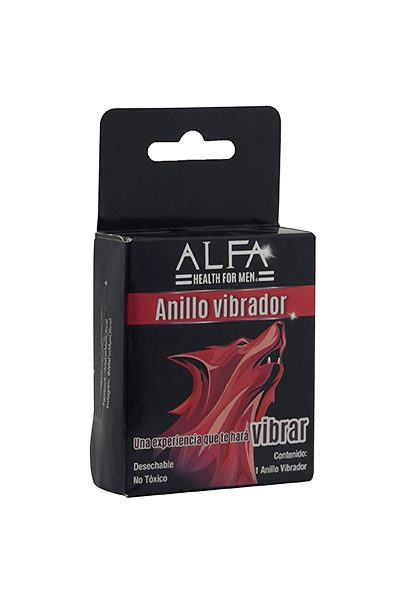 ALFA
HEALTH FOR MEN
Anillo vibrador
Una experiencia que te hará vibrar
Desechable
No Tóxico
Contenido:
1 Anillo Vibrador